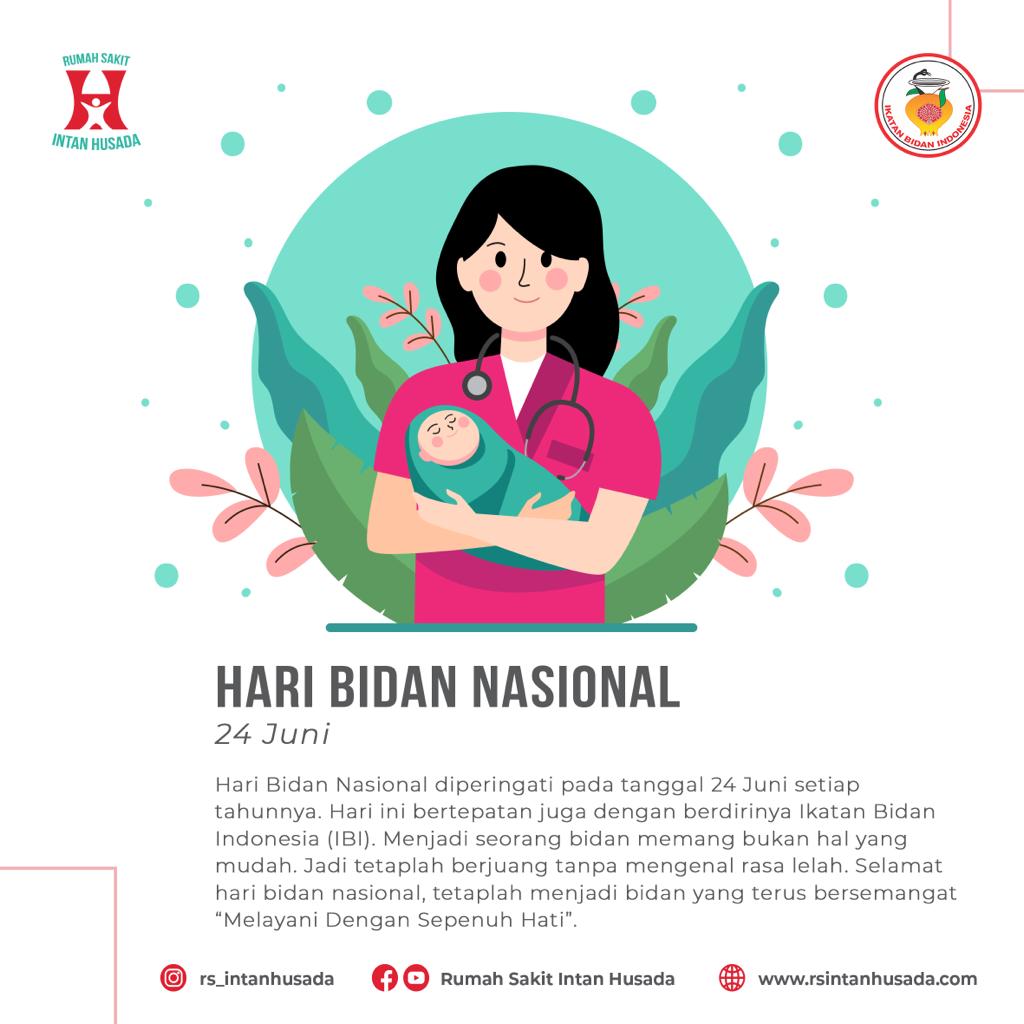 RUMAH SAKIT
INTAN HUSADA
IKATAN BIDAN INDONESIA
HARI BIDAN NASIONAL
24 Juni
Hari Bidan Nasional diperingati pada tanggal 24 Juni setiap
tahunnya. Hari ini bertepatan juga dengan berdirinya Ikatan Bidan
Indonesia (IBI). Menjadi seorang bidan memang bukan hal yang
mudah. Jadi tetaplah berjuang tanpa mengenal rasa lelah. Selamat
hari bidan nasional, tetaplah menjadi bidan yang terus bersemangat
“Melayani Dengan Sepenuh Hati”.
rs_intanhusada Rumah Sakit Intan Husada www.rsintanhusada.com